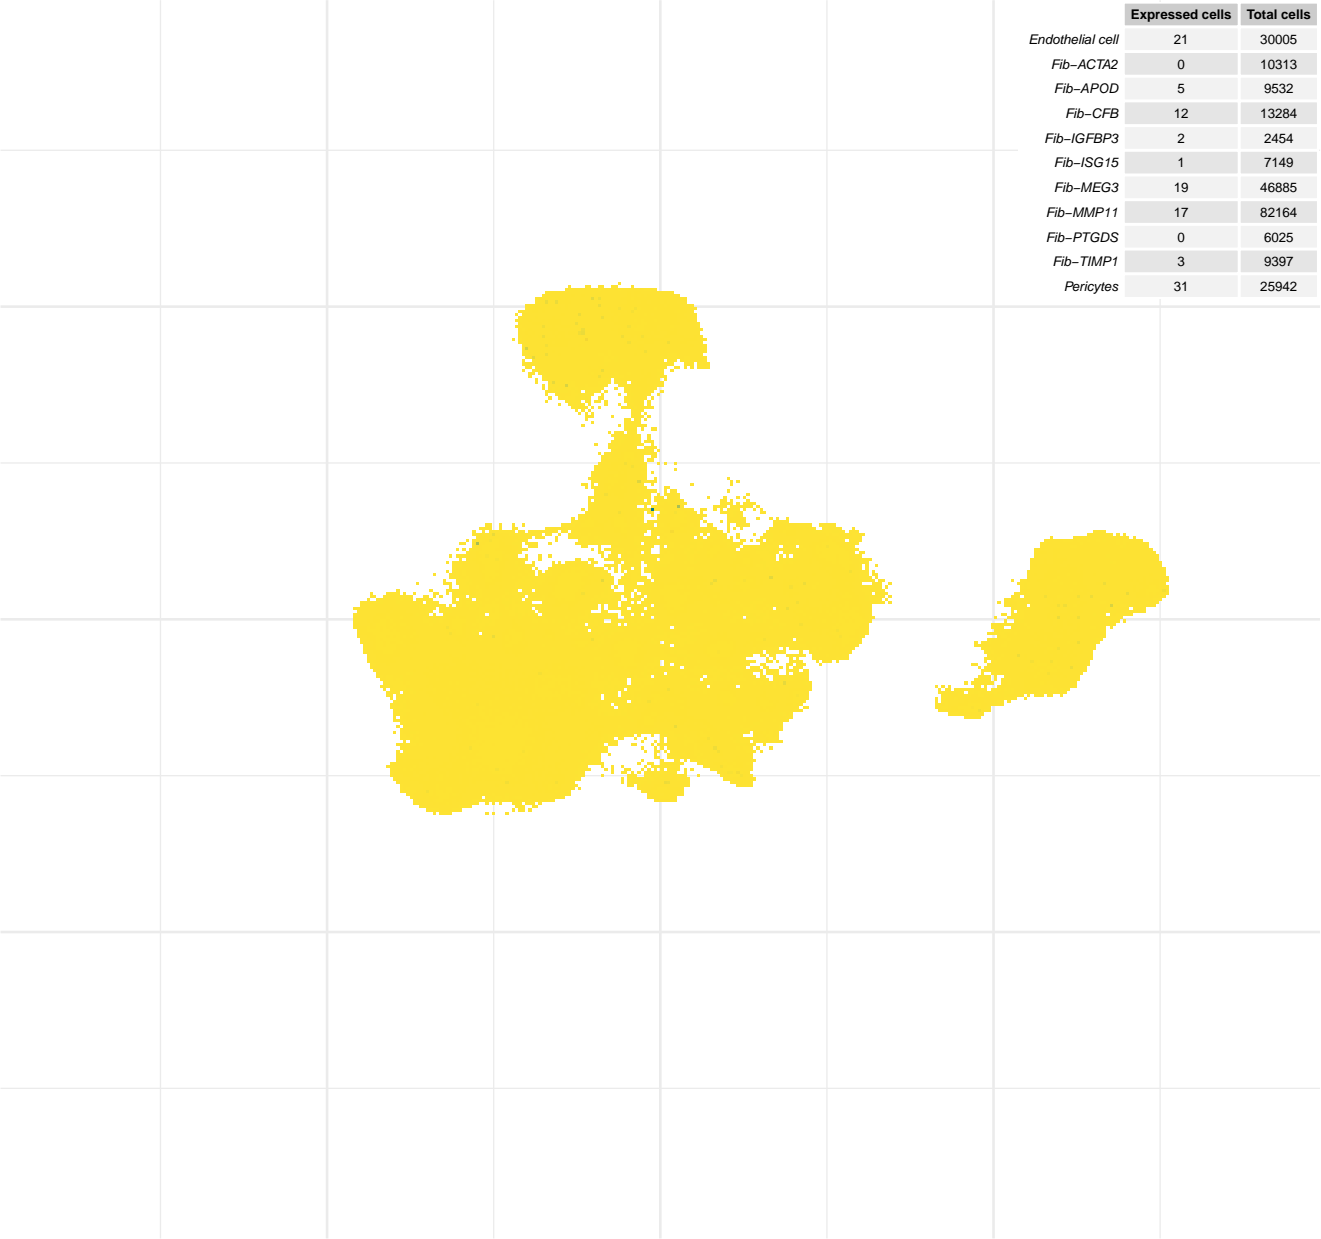 Expressed cells Total cells
Endothelial cell 21 30005
Fib−ACTA2 0 10313
Fib−APOD 5 9532
Fib−CFB 12 13284
Fib−IGFBP3 2 2454
Fib−ISG15 1 7149
Fib−MEG3 19 46885
Fib−MMP11 17 82164
Fib−PTGDS 0 6025
Fib−TIMP1 3 9397
Pericytes 31 25942